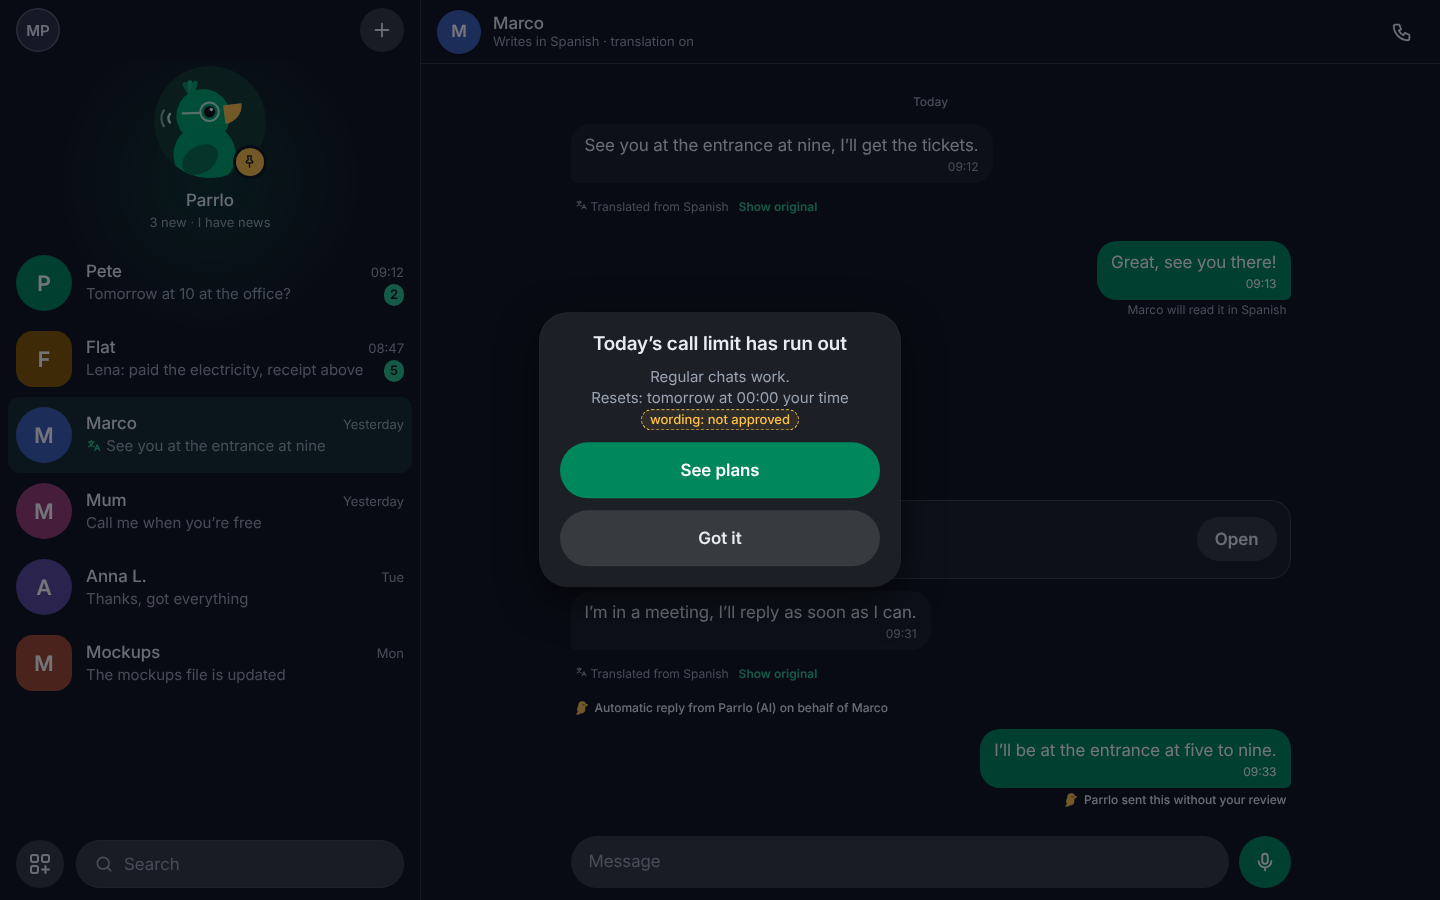 MP
Parrlo
3 new · I have news
P
Pete
09:12
Tomorrow at 10 at the office?
2
F
Flat
08:47
Lena: paid the electricity, receipt above
5
M
Marco
Yesterday
See you at the entrance at nine
M
Mum
Yesterday
Call me when you’re free
A
Anna L.
Tue
Thanks, got everything
M
Mockups
Mon
The mockups file is updated
Search
M
Marco
Writes in Spanish · translation on
Today
See you at the entrance at nine, I’ll get the tickets.
09:12
Translated from Spanish Show original
Great, see you there!
09:13
Marco will read it in Spanish
Today’s call limit has run out
Regular chats work.
Resets: tomorrow at 00:00 your time
wording: not approved
See plans
Got it
Open
I’m in a meeting, I’ll reply as soon as I can.
09:31
Translated from Spanish Show original
Automatic reply from Parrlo (AI) on behalf of Marco
I’ll be at the entrance at five to nine.
09:33
Parrlo sent this without your review
Message